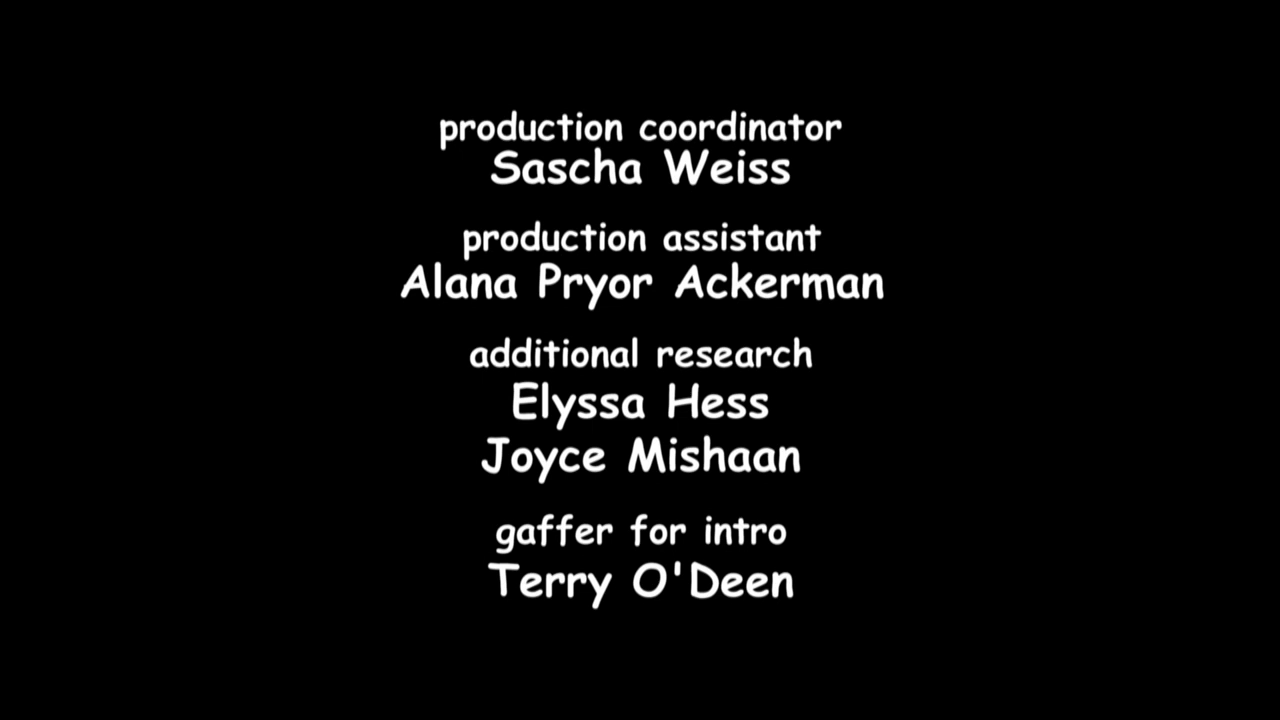 production coordinator
Sascha Weiss
production assistant
Alana Pryor Ackerman
additional research
Elyssa Hess
Joyce Mishaan
gaffer for intro
Terry O'Deen